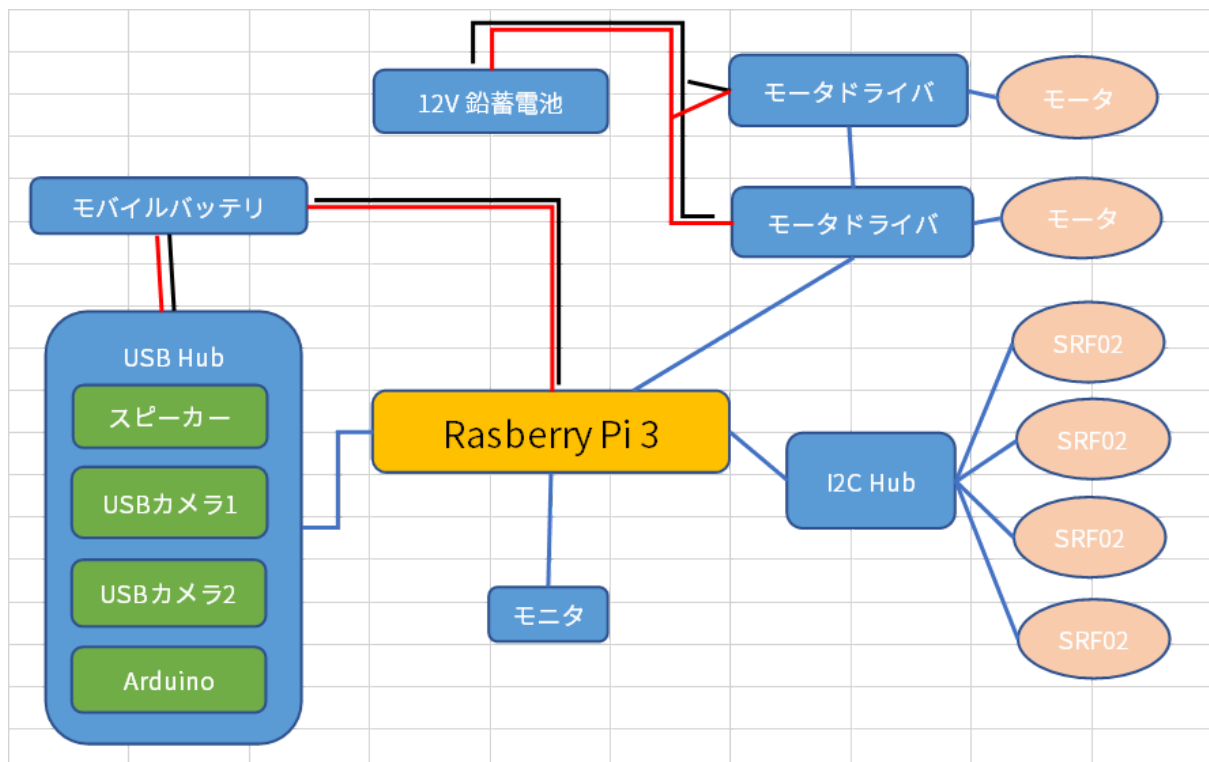 12V 鉛蓄電池
モータドライバ
モータ
モバイルバッテリ
モータドライバ
モータ
USB Hub
スピーカー
USBカメラ1
USBカメラ2
Arduino
Rasberry Pi 3
モニタ
I2C Hub
SRF02
SRF02
SRF02
SRF02